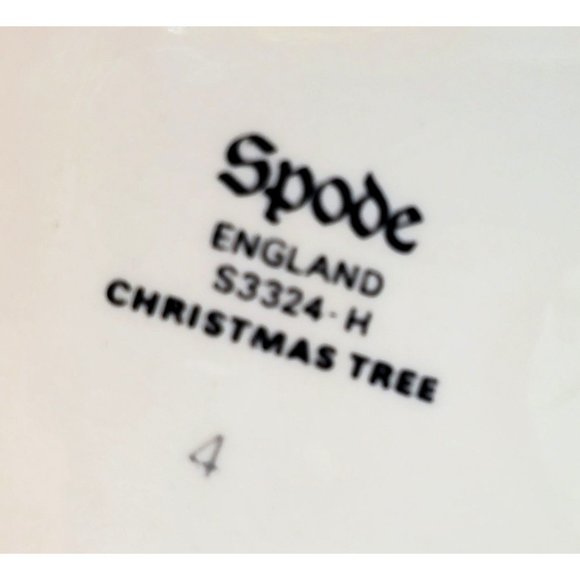 Spode
ENGLAND
S3324-H
CHRISTMAS TREE
4